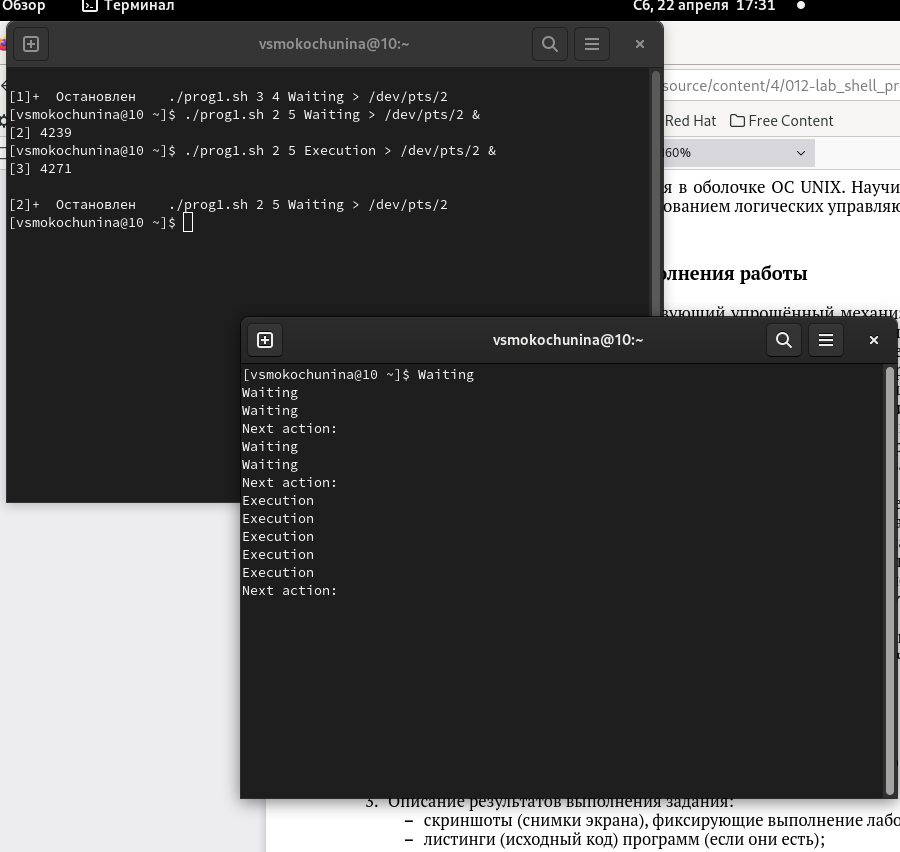 Обзор
Терминал
Сб, 22 апреля 17:31
vsmokochunina@10:~
[1]+ Остановлен ./prog1.sh 3 4 Waiting > /dev/pts/2
[vsmokochunina@10 ~]$ ./prog1.sh 2 5 Waiting > /dev/pts/2 &
[2] 4239
[vsmokochunina@10 ~]$ ./prog1.sh 2 5 Execution > /dev/pts/2 &
[3] 4271
[2]+ Остановлен ./prog1.sh 2 5 Waiting > /dev/pts/2
[vsmokochunina@10 ~]$
source/content/4/012-lab_shell_pr
Red Hat
Free Content
60%
я в оболочке ОС UNIX. Научи
ованием логических управляю
олнения работы
зующий упрощённый механиз
vsmokochunina@10:~
[vsmokochunina@10 ~]$ Waiting
Waiting
Waiting
Next action:
Waiting
Waiting
Next action:
Execution
Execution
Execution
Execution
Execution
Next action:
3. Описание результатов выполнения задания:
– скриншоты (снимки экрана), фиксирующие выполнение лабо
– листинги (исходный код) программ (если они есть);